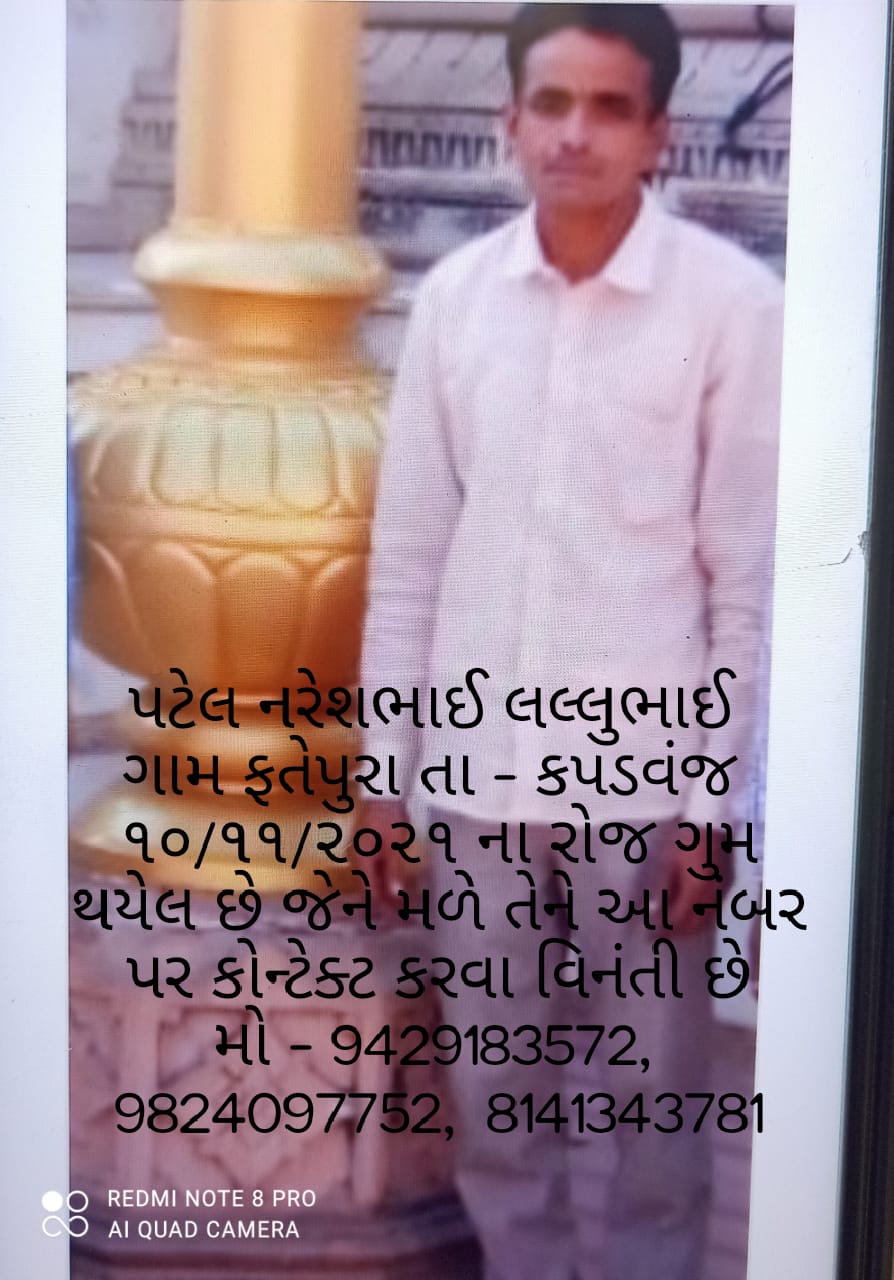 પટેલ નરેશભાઈ લલ્લુભાઈ
ગામ ફતેપુરા તા - કપડવંજ
૧૦/૧૧/૨૦૨૧ ના રોજ ગુમ
થયેલ છે જેને મળે તેને આ નંબર
પર કોન્ટેક્ટ કરવા વિનંતી છે
મો - 9429183572,
9824097752, 8141343781
REDMI NOTE 8 PRO
AI QUAD CAMERA